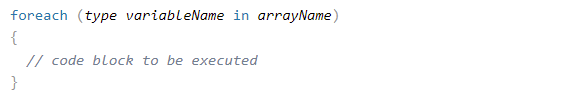 foreach (type variableName in arrayName)
{
  // code block to be executed
}